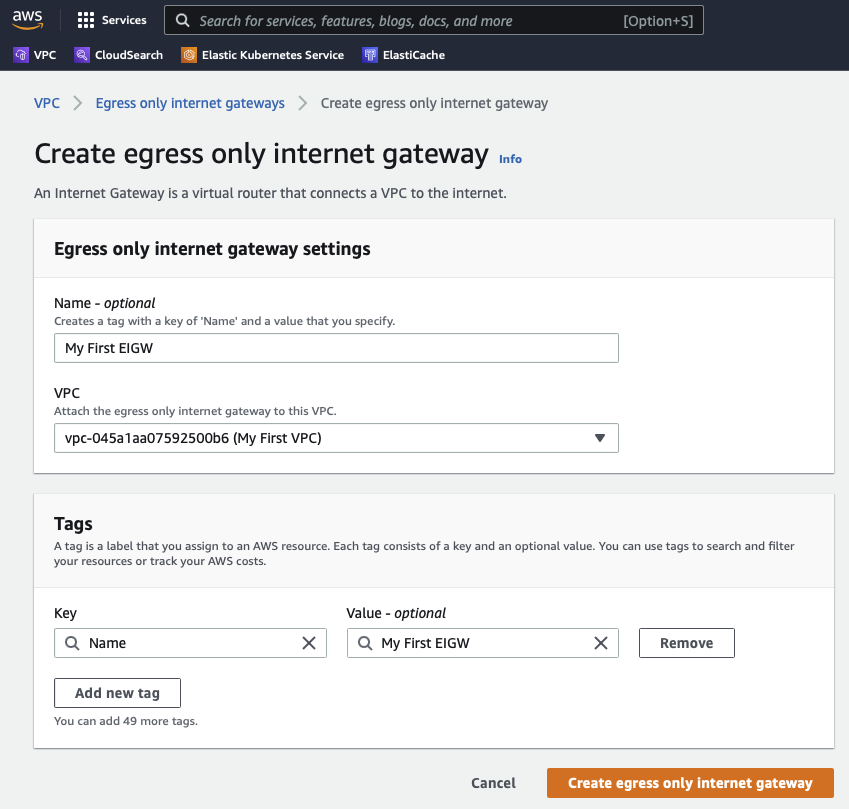 aws
Services
Search for services, features, blogs, docs, and more [Option+S]
VPC CloudSearch Elastic Kubernetes Service ElastiCache
VPC Egress only internet gateways Create egress only internet gateway
Create egress only internet gateway Info
An Internet Gateway is a virtual router that connects a VPC to the internet.
Egress only internet gateway settings
Name - optional
Creates a tag with a key of 'Name' and a value that you specify.
My First EIGW
VPC
Attach the egress only internet gateway to this VPC.
vpc-045a1aa07592500b6 (My First VPC)
Tags
A tag is a label that you assign to an AWS resource. Each tag consists of a key and an optional value. You can use tags to search and filter
your resources or track your AWS costs.
Key Value - optional
Name My First EIGW Remove
Add new tag
You can add 49 more tags.
Cancel Create egress only internet gateway